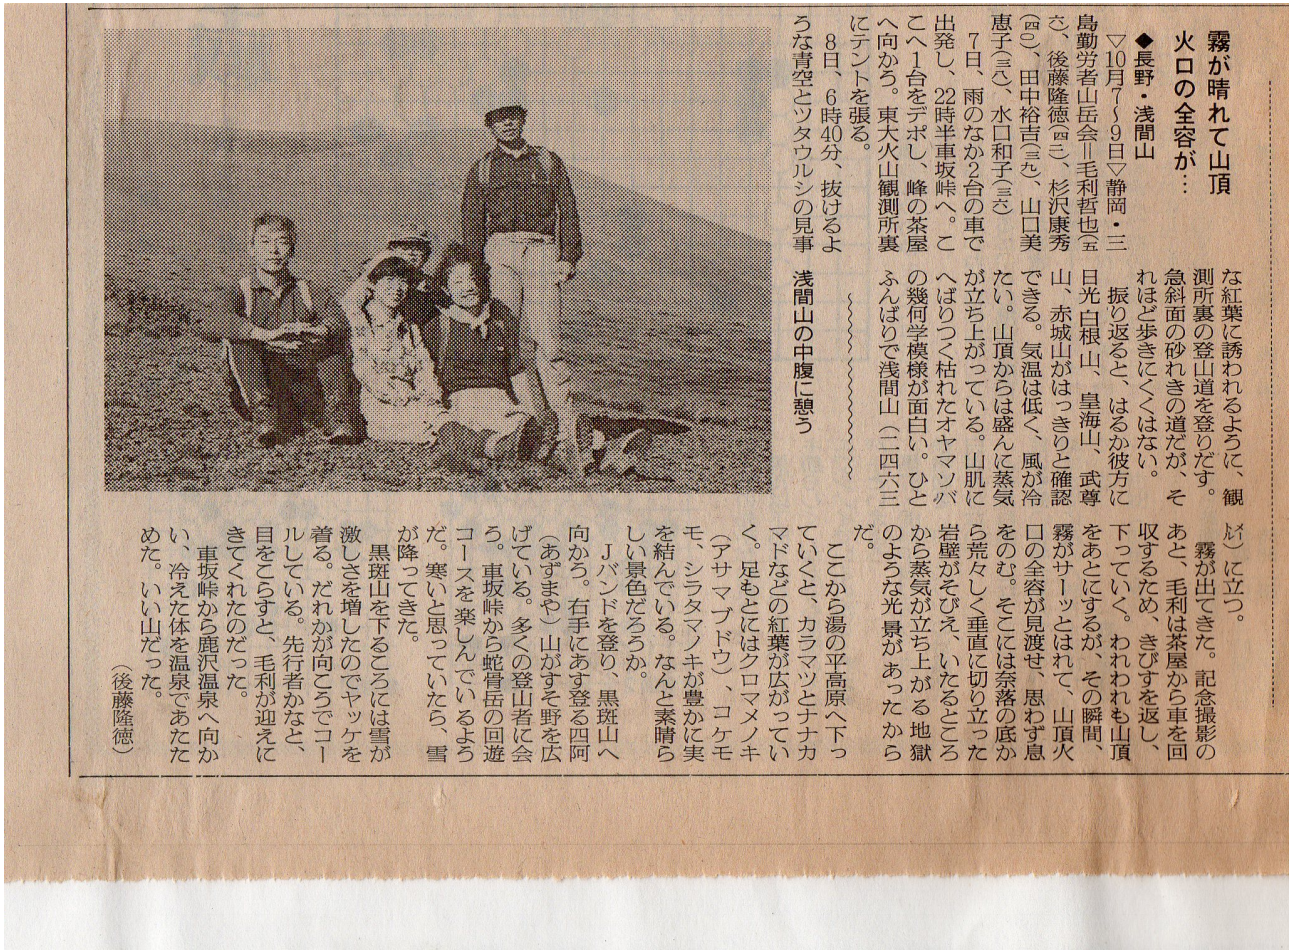 霧が晴れて山頂
火口の全容が…
◆長野・浅間山
▽10月7〜9日▽静岡・三
島勤労者山岳会＝毛利哲也（五
六）、後藤隆徳（四二）、杉沢康秀
（四〇）、田中裕吉（三九）、山口美
恵子（三八）、水口和子（三六）
7日、雨のなか2台の車で
出発し、22時半車坂峠へ。こ
こへ1台をデポし、峰の茶屋
へ向かう。東大火山観測所裏
にテントを張る。
8日、6時40分、抜けるよ
うな青空とツタウルシの見事
な紅葉に誘われるように、観
測所裏の登山道を登りだす。
急斜面の砂れきの道だが、そ
れほど歩きにくくはない。
振り返ると、はるか彼方に
日光白根山、皇海山、武尊
山、赤城山がはっきりと確認
できる。気温は低く、風が冷
たい。山頂からは盛んに蒸気
が立ち上がっている。山肌に
へばりつく枯れたオヤマソバ
の幾何学模様が面白い。ひと
ふんばりで浅間山（二四六三
㍍）に立つ。
霧が出てきた。記念撮影の
あと、毛利は茶屋から車を回
収するため、きびすを返し、
下っていく。われわれも山頂
をあとにするが、その瞬間、
霧がサーッとはれて、山頂火
口の全容が見渡せ、思わず息
をのむ。そこには奈落の底か
ら荒々しく垂直に切り立った
岩壁がそびえ、いたるところ
から蒸気が立ち上がる地獄
のような光景があったから
だ。
ここから湯の平高原へ下っ
ていくと、カラマツとナナカ
マドなどの紅葉が広がってい
く。足もとにはクロマメノキ
（アサマブドウ）、コケモ
モ、シラタマノキが豊かに実
を結んでいる。なんと素晴ら
しい景色だろうか。
Jバンドを登り、黒斑山へ
向かう。右手にあす登る四阿
（あずまや）山がすそ野を広
げている。多くの登山者に会
う。車坂峠から蛇骨岳の回遊
コースを楽しんでいるよう
だ。寒いと思っていたら、雪
が降ってきた。
黒斑山を下るころには雪が
激しさを増したのでヤッケを
着る。だれかが向こうでコー
ルしている。先行者かなと、
目をこらすと、毛利が迎えに
きてくれたのだった。
車坂峠から鹿沢温泉へ向か
い、冷えた体を温泉であたた
めた。いい山だった。
（後藤隆徳）
浅間山の中腹に憩う